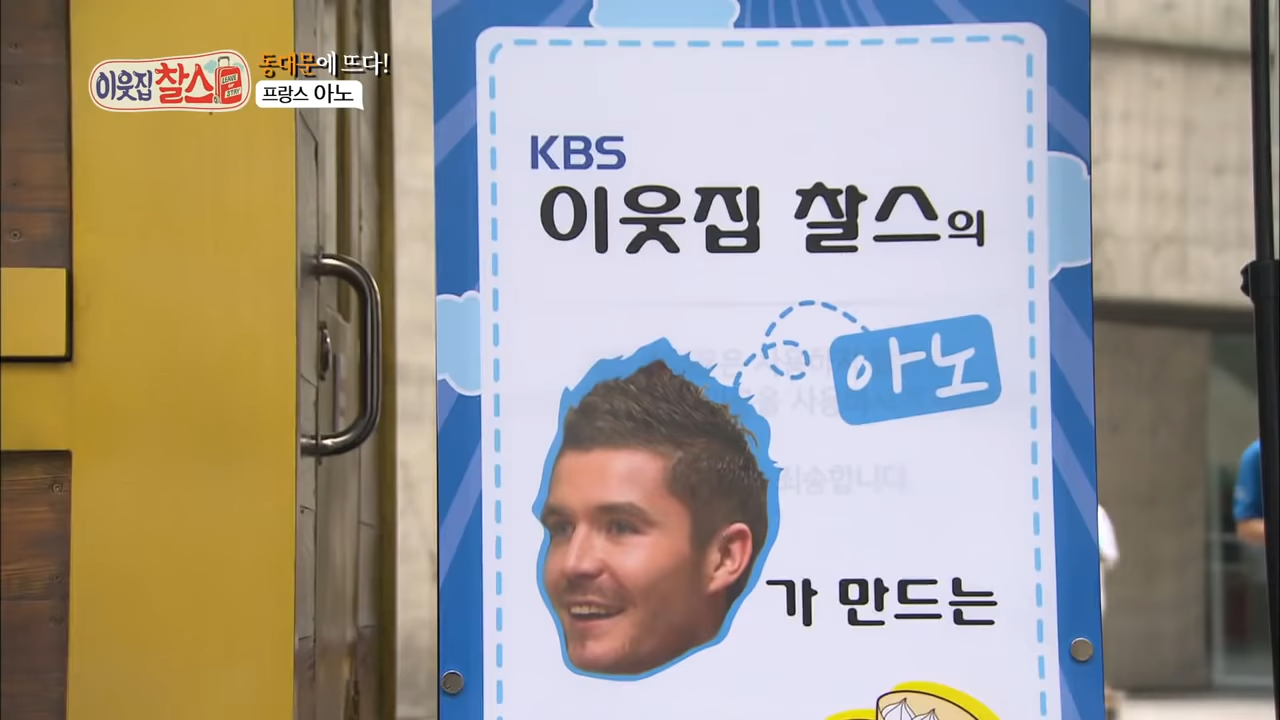 이웃집 찰스
LEAVE or STAY
동대문에 뜨다!
프랑스 아노
KBS
이웃집 찰스의
아노
가 만드는